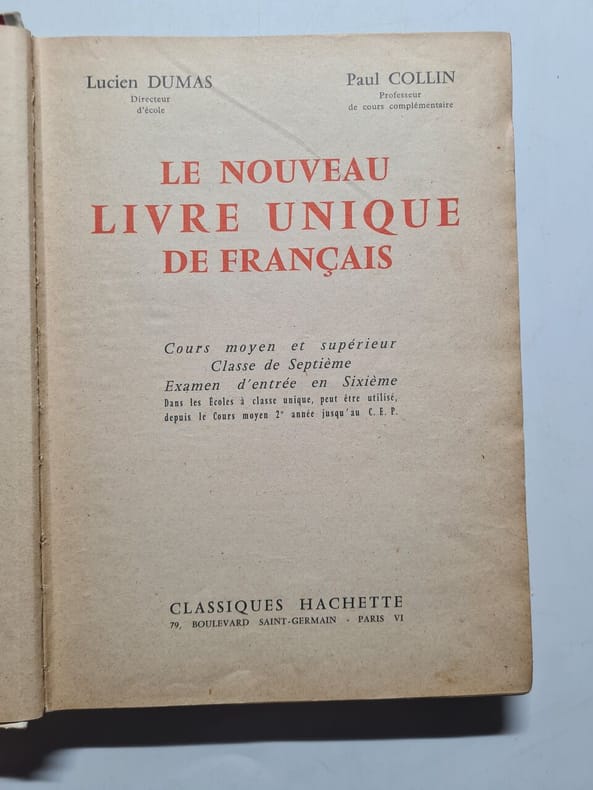 Lucien DUMAS
Directeur
d'école
Paul COLLIN
Professeur
de cours complémentaire
LE NOUVEAU
LIVRE UNIQUE
DE FRANÇAIS
Cours moyen et supérieur
Classe de Septième
Examen d'entrée en Sixième
Dans les Écoles à classe unique, peut être utilisé,
depuis le Cours moyen 2e année jusqu'au C. E. P.
CLASSIQUES HACHETTE
79, BOULEVARD SAINT-GERMAIN - PARIS VI